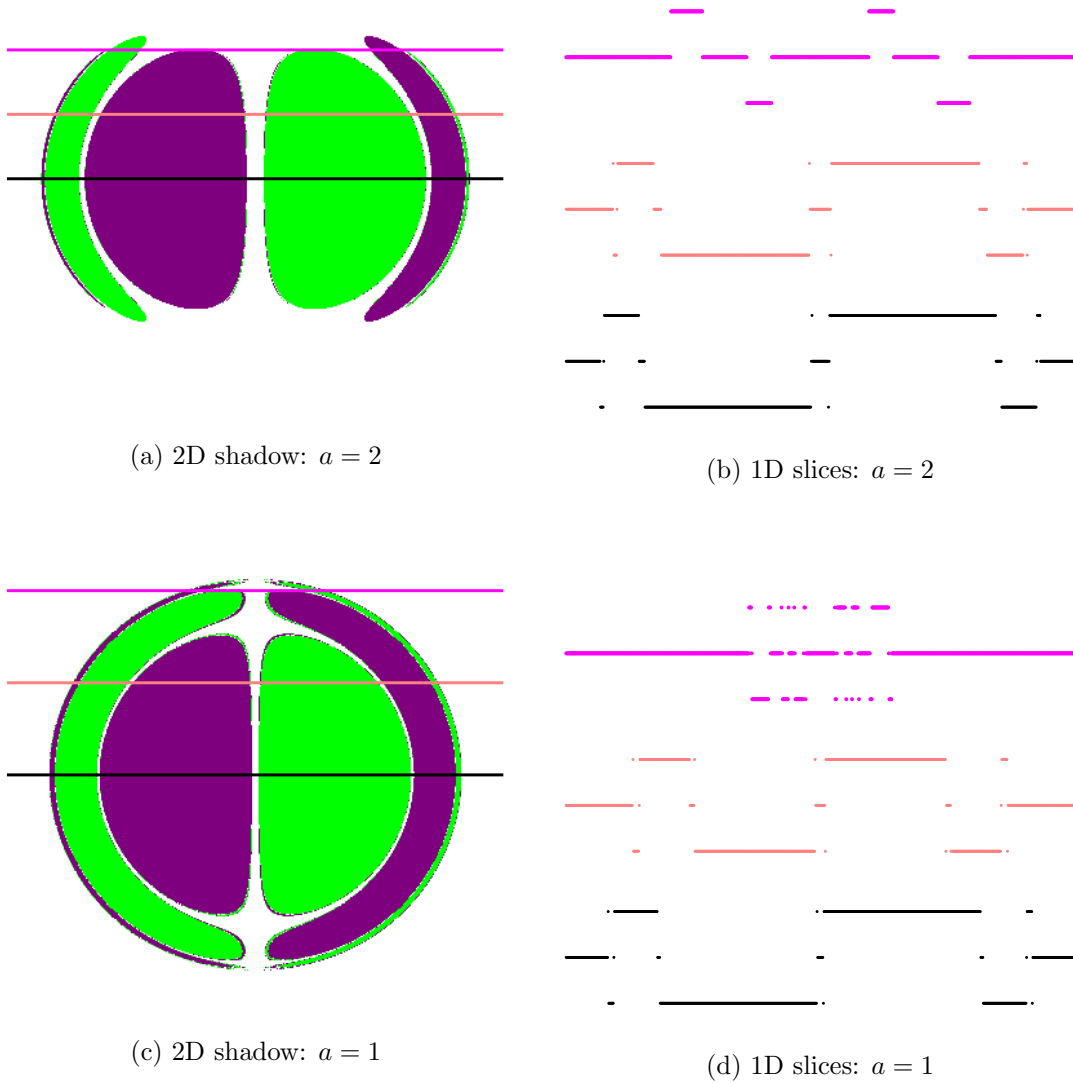 (a) 2D shadow: a = 2
(b) 1D slices: a = 2
(c) 2D shadow: a = 1
(d) 1D slices: a = 1